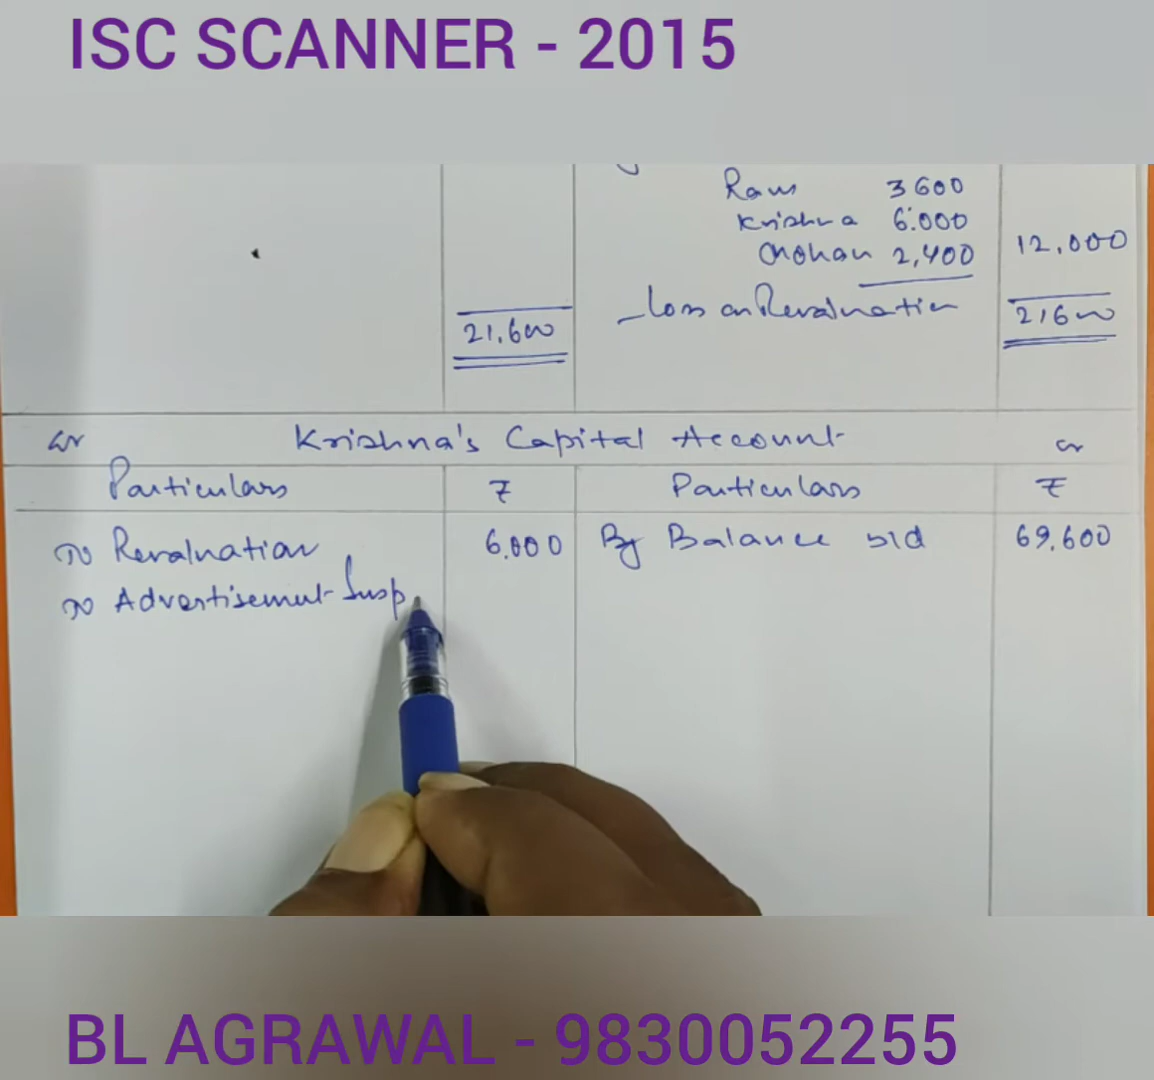 ISC SCANNER - 2015
Ram 3600
Krishna 6.000
Mohan 2,400 12,000
- Loss on Revaluation
21,600 21600
Dr Krishna's Capital Account Cr
Particulars ₹ Particulars ₹
To Revaluation 6.000 By Balance b/d 69,600
To Advertisement Susp
BL AGRAWAL - 9830052255